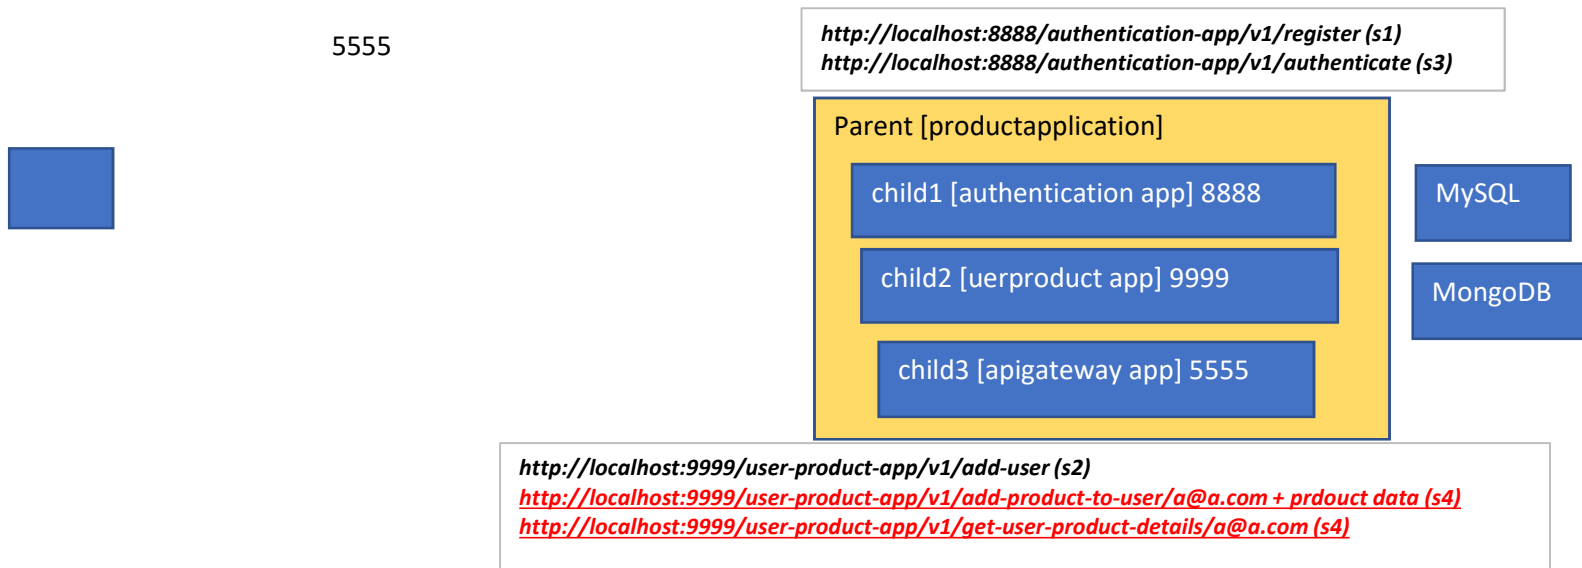 5555
http://localhost:8888/authentication-app/v1/register (s1)
http://localhost:8888/authentication-app/v1/authenticate (s3)
Parent [productapplication]
child1 [authentication app] 8888
MySQL
child2 [uerproduct app] 9999
MongoDB
child3 [apigateway app] 5555
http://localhost:9999/user-product-app/v1/add-user (s2)
http://localhost:9999/user-product-app/v1/add-product-to-user/a@a.com + prdouct data (s4)
http://localhost:9999/user-product-app/v1/get-user-product-details/a@a.com (s4)